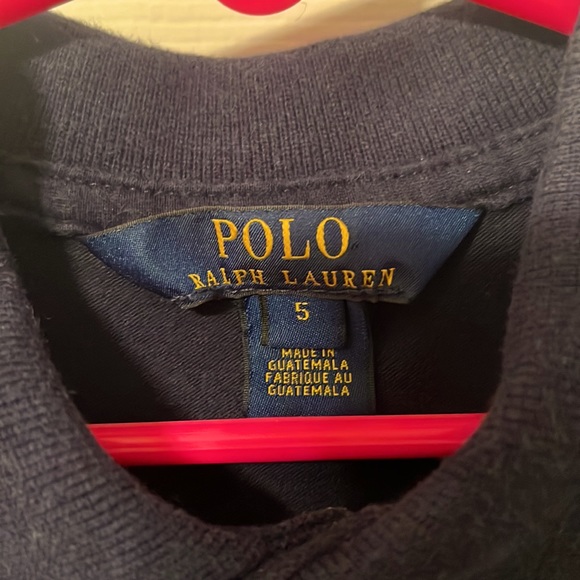 POLO
RALPH LAUREN
5
MADE IN
GUATEMALA
FABRIQUE AU
GUATEMALA